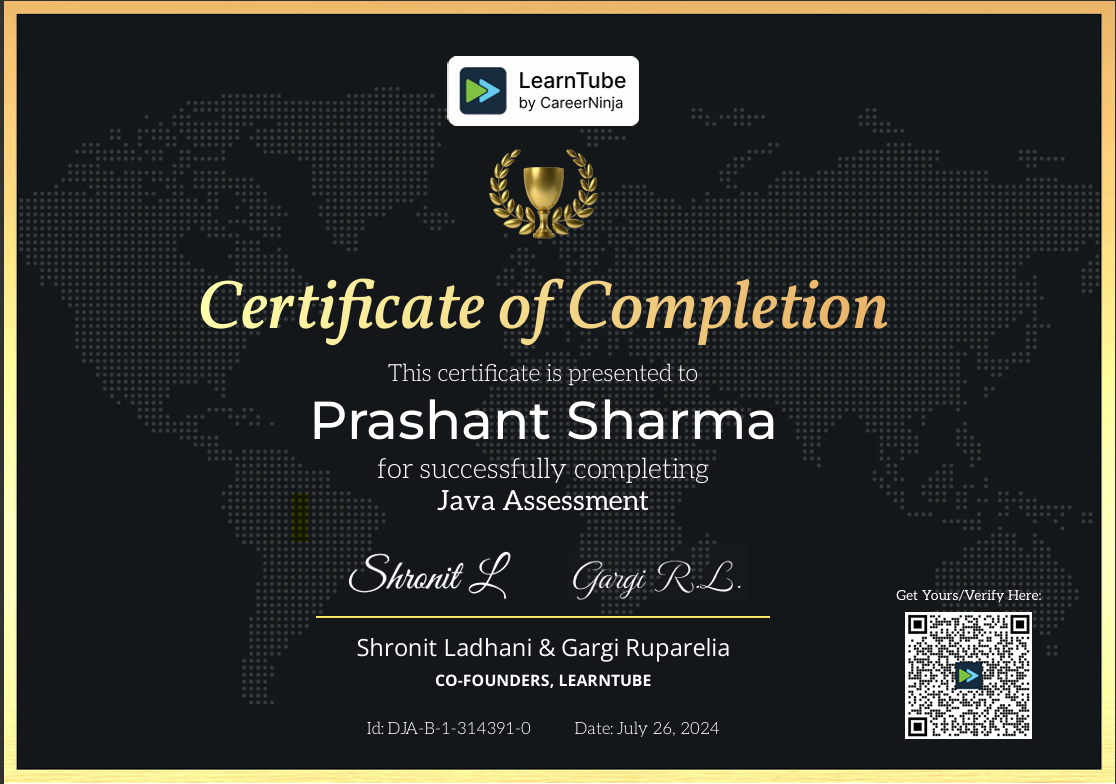 LearnTube
by CareerNinja
Certificate of Completion
This certificate is presented to
Prashant Sharma
for successfully completing
Java Assessment
Shronit L
Gargi R.L.
Get Yours/Verify Here:
Shronit Ladhani & Gargi Ruparelia
CO-FOUNDERS, LEARNTUBE
Id: DJA-B-1-314391-0
Date: July 26, 2024